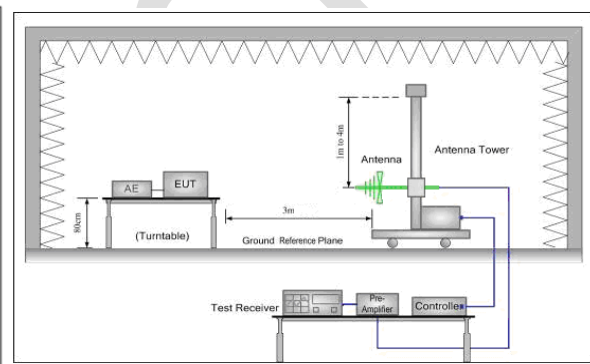 1m to 4m
Antenna
Antenna Tower
AE
EUT
80cm
(Turntable)
3m
Ground Reference Plane
Test Receiver
Pre-
Amplifier
Controller